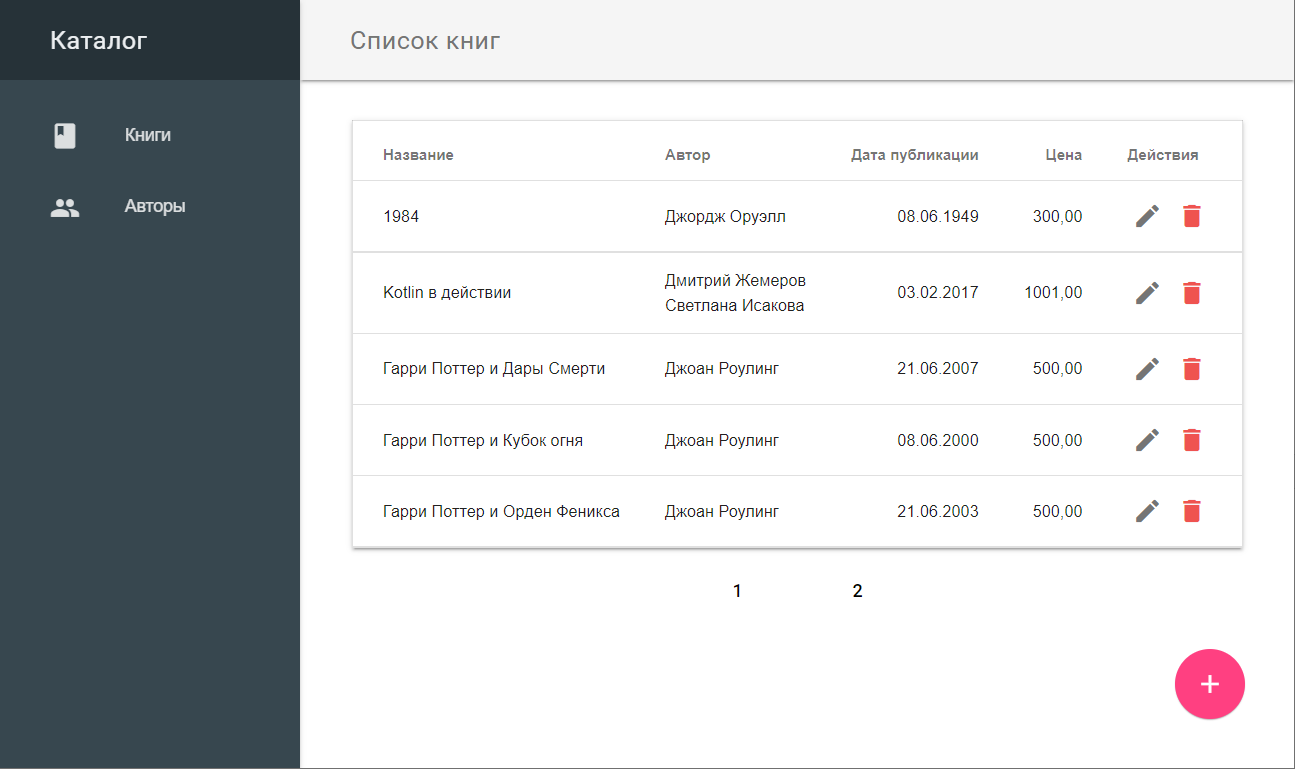 Каталог
Список книг
Книги
Авторы
Название Автор Дата публикации Цена Действия
1984 Джордж Оруэлл 08.06.1949 300,00
Kotlin в действии Дмитрий Жемеров 03.02.2017 1001,00
Светлана Исакова
Гарри Поттер и Дары Смерти Джоан Роулинг 21.06.2007 500,00
Гарри Поттер и Кубок огня Джоан Роулинг 08.06.2000 500,00
Гарри Поттер и Орден Феникса Джоан Роулинг 21.06.2003 500,00
1 2
+